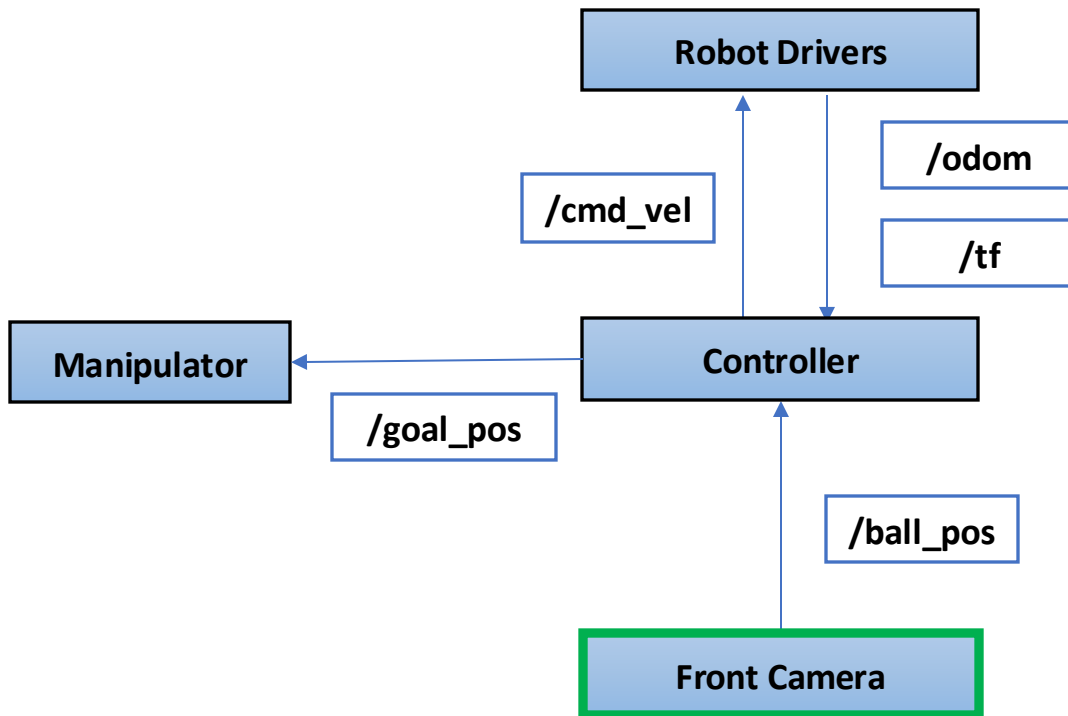 Robot Drivers
/odom
/cmd_vel
/tf
Manipulator
Controller
/goal_pos
/ball_pos
Front Camera